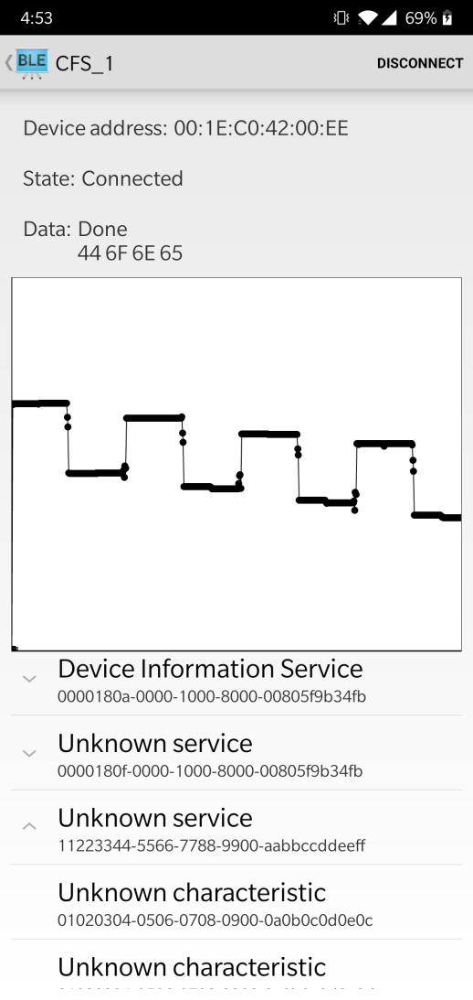 4:53 69%
BLE CFS_1 DISCONNECT
Device address: 00:1E:C0:42:00:EE
State: Connected
Data: Done
44 6F 6E 65
Device Information Service
0000180a-0000-1000-8000-00805f9b34fb
Unknown service
0000180f-0000-1000-8000-00805f9b34fb
Unknown service
11223344-5566-7788-9900-aabbccddeeff
Unknown characteristic
01020304-0506-0708-0900-0a0b0c0d0e0c
Unknown characteristic